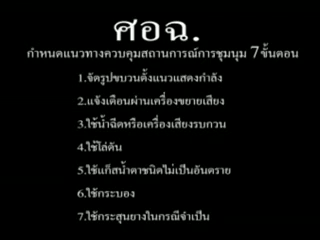 ศอฉ.
กำหนดแนวทางควบคุมสถานการณ์การชุมนุม 7 ขั้นตอน
1.จัดรูปขบวนตั้งแนวแสดงกำลัง
2.แจ้งเตือนผ่านเครื่องขยายเสียง
3.ใช้น้ำฉีดหรือเครื่องเสียงรบกวน
4.ใช้โล่ดัน
5.ใช้แก็สน้ำตาชนิดไม่เป็นอันตราย
6.ใช้กระบอง
7.ใช้กระสุนยางในกรณีจำเป็น